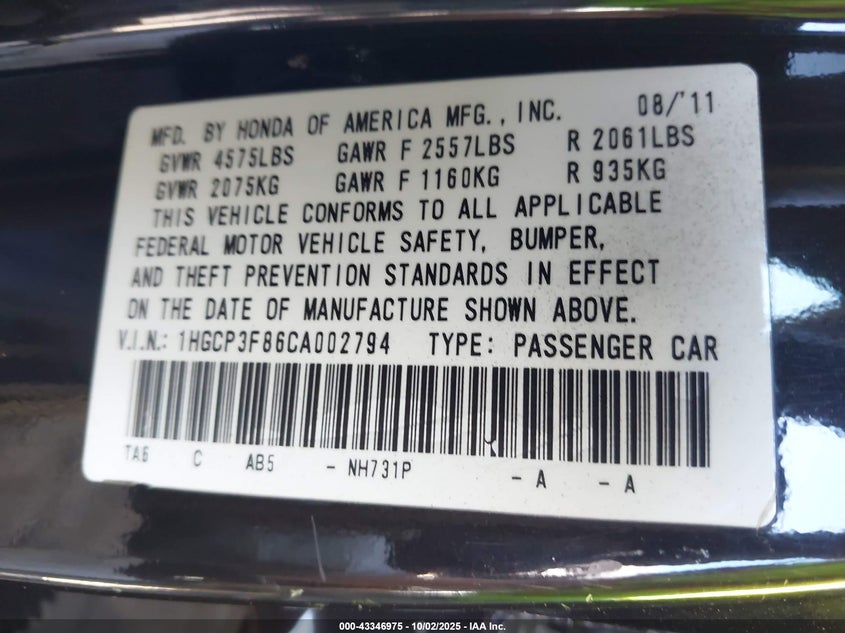 MFD. BY HONDA OF AMERICA MFG., INC. 08/'11
GVWR 4575LBS GAWR F 2557LBS R 2061LBS
GVWR 2075KG GAWR F 1160KG R 935KG
THIS VEHICLE CONFORMS TO ALL APPLICABLE
FEDERAL MOTOR VEHICLE SAFETY, BUMPER,
AND THEFT PREVENTION STANDARDS IN EFFECT
ON THE DATE OF MANUFACTURE SHOWN ABOVE.
V.I.N.: 1HGCP3F86CA002794 TYPE: PASSENGER CAR
TA6 C AB5 - NH731P - A - A
000-43346975 - 10/02/2025 - IAA Inc.